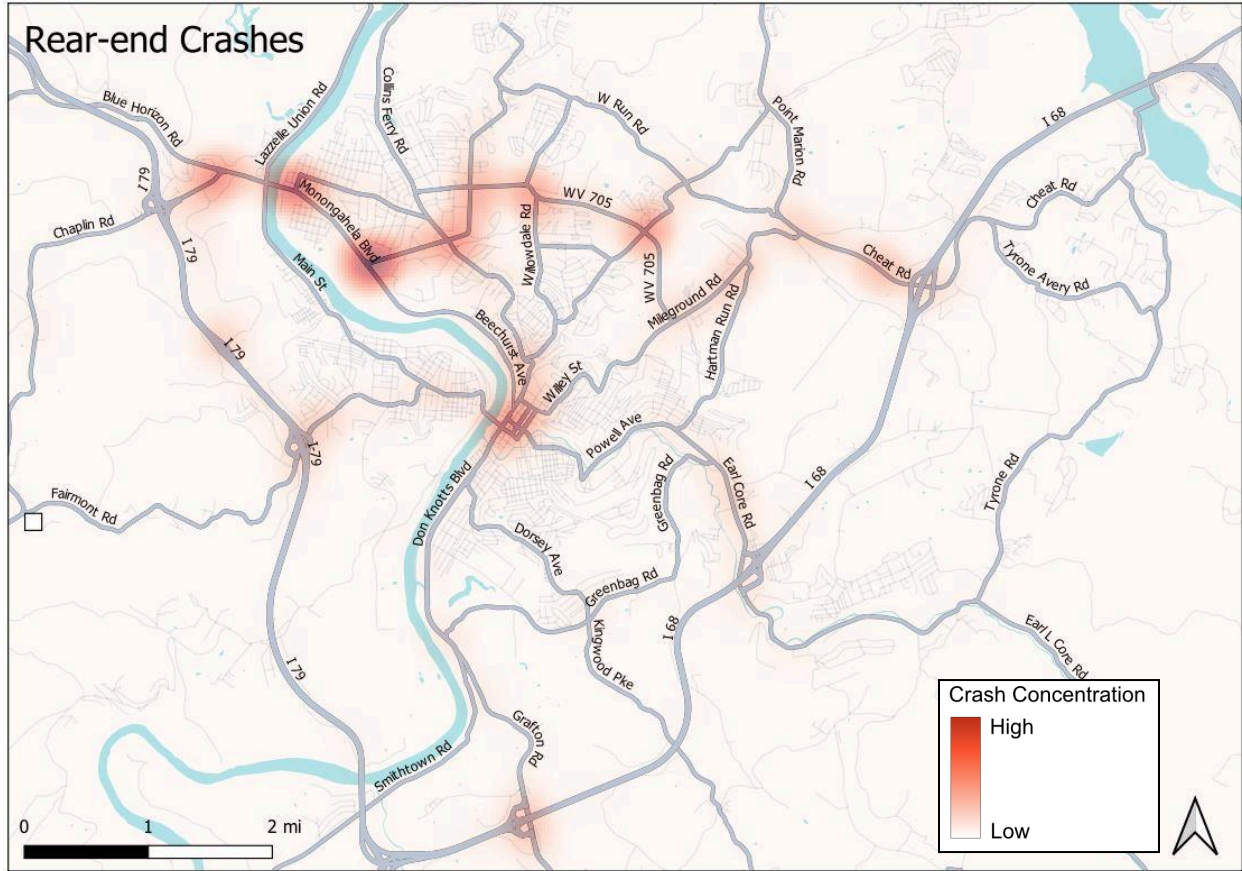 Rear-end Crashes
Blue Horizon Rd
Lazzelle Union Rd
Collins Ferry Rd
W Run Rd
Point Marion Rd
I 68
I 79
Monongahela Blvd
WV 705
Cheat Rd
Chaplin Rd
I 79
Main St
Willowdale Rd
WV 705
Cheat Rd
Tyrone Avery Rd
Mileground Rd
Hartman Run Rd
I 79
Beechurst Ave
Willey St
I-79
Powell Ave
Greenbag Rd
Earl Core Rd
I 68
Tyrone Rd
Fairmont Rd
Don Knotts Blvd
Dorsey Ave
Greenbag Rd
I 68
Kingwood Pke
Earl L Core Rd
I 79
Grafton Rd
Smithtown Rd
Crash Concentration
High
Low
0 1 2 mi